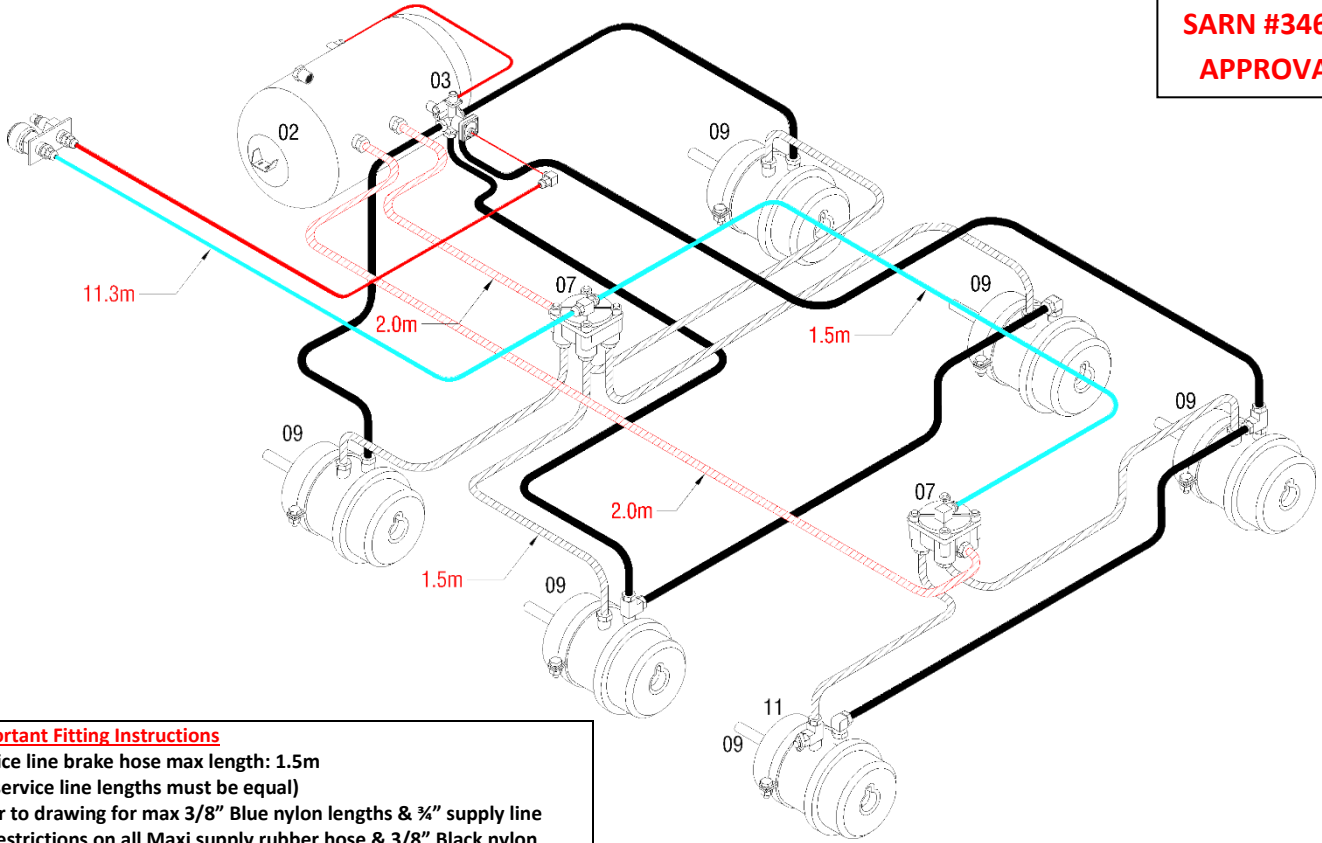 SARN #346
APPROVA
03
02
09
11.3m
2.0m
07
09
1.5m
09
09
07
2.0m
1.5m
09
11
09
ortant Fitting Instructions
ice line brake hose max length: 1.5m
ervice line lengths must be equal)
r to drawing for max 3/8” Blue nylon lengths & ¾” supply line
estrictions on all Maxi supply rubber hose & 3/8” Black nylon